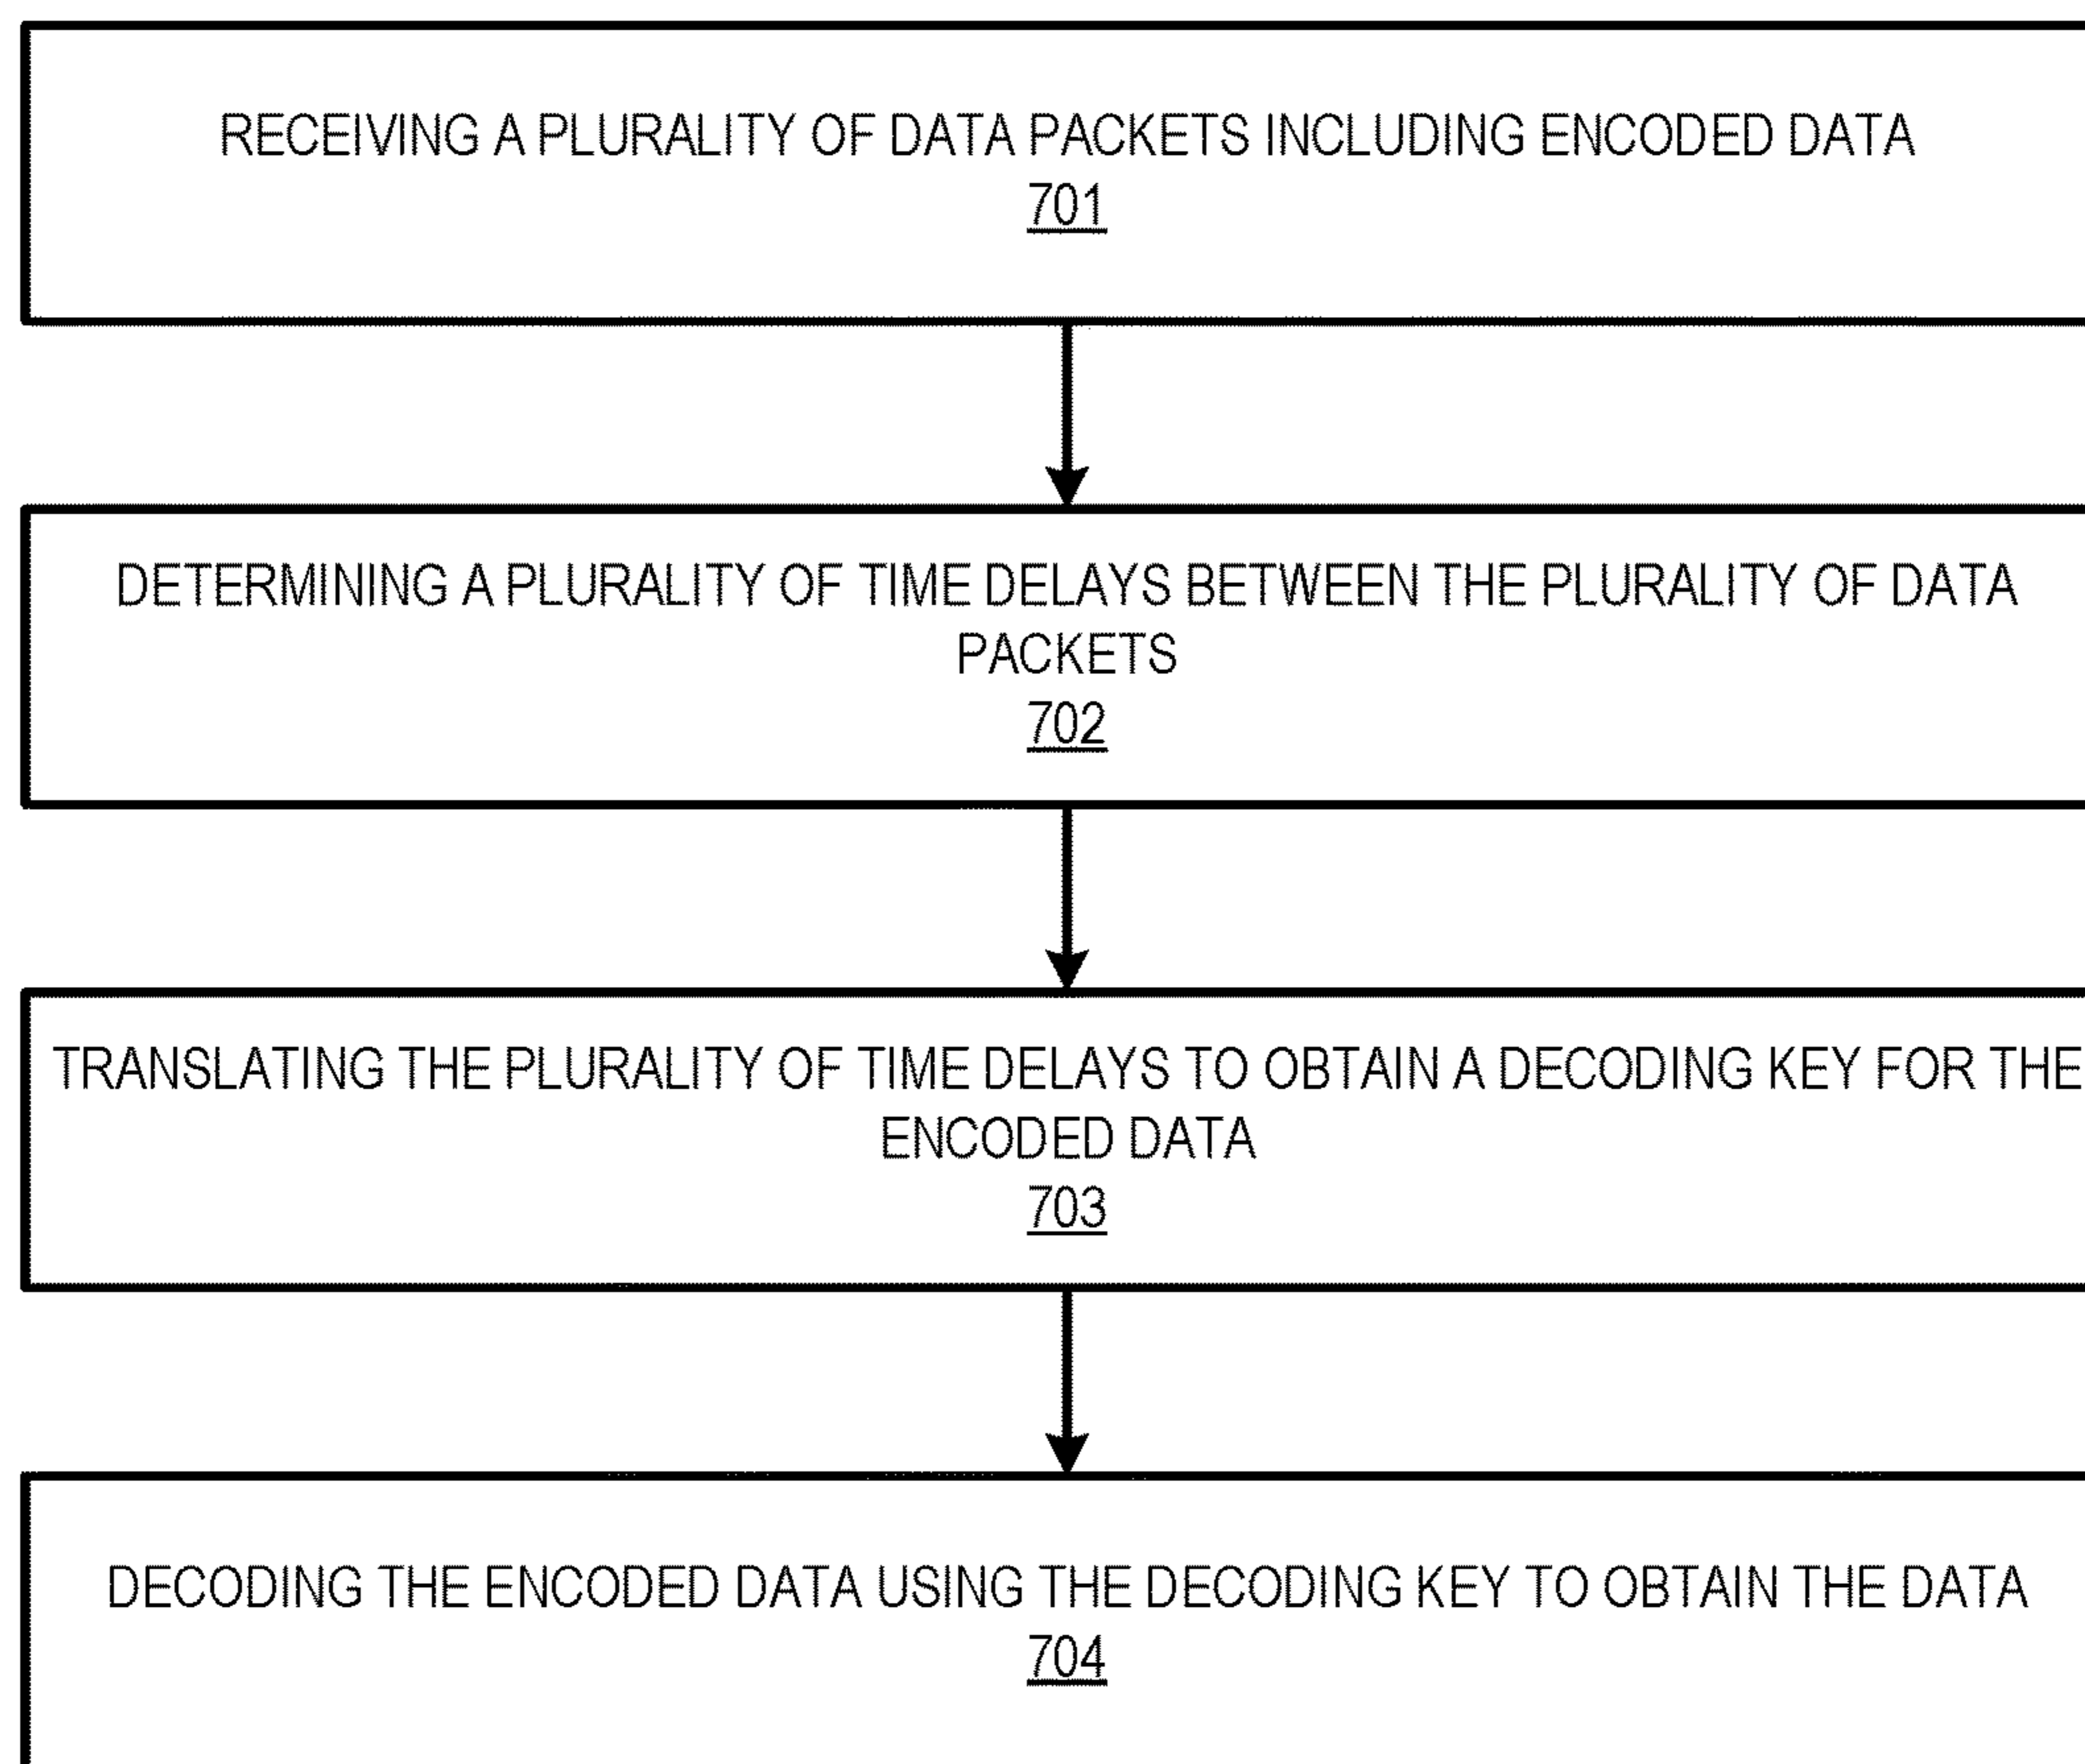 RECEIVING A PLURALITY OF DATA PACKETS INCLUDING ENCODED DATA
701
DETERMINING A PLURALITY OF TIME DELAYS BETWEEN THE PLURALITY OF DATA
PACKETS
702
TRANSLATING THE PLURALITY OF TIME DELAYS TO OBTAIN A DECODING KEY FOR THE
ENCODED DATA
703
DECODING THE ENCODED DATA USING THE DECODING KEY TO OBTAIN THE DATA
704